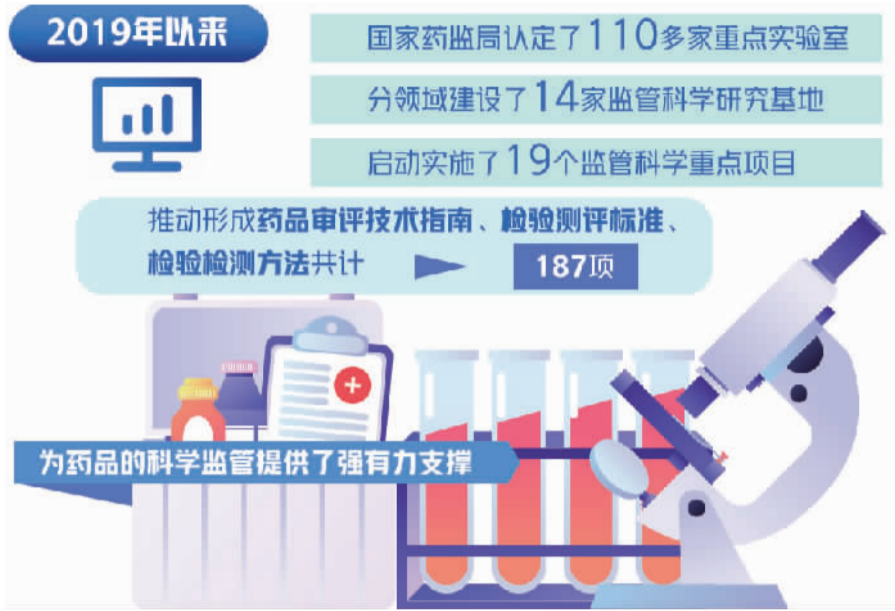 2019年以来
国家药监局认定了110多家重点实验室
分领域建设了14家监管科学研究基地
启动实施了19个监管科学重点项目
推动形成药品审评技术指南、检验测评标准、
检验检测方法共计
187项
为药品的科学监管提供了强有力支撑